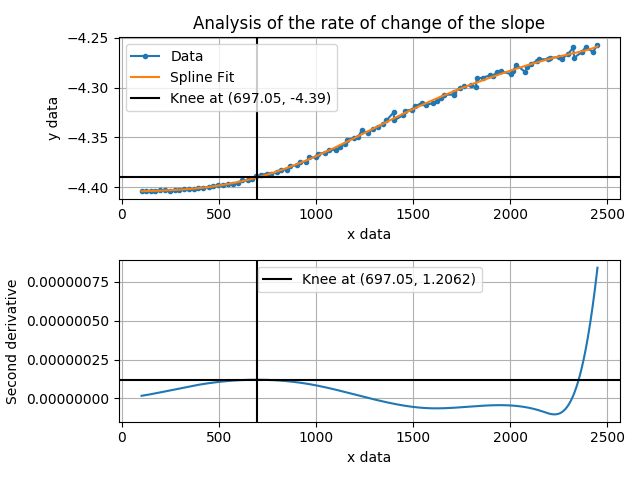 Analysis of the rate of change of the slope
−4.25
−4.30
−4.35
−4.40
y data
Data
Spline Fit
Knee at (697.05, -4.39)
0 500 1000 1500 2000 2500
x data
0.00000075
0.00000050
0.00000025
0.00000000
Second derivative
Knee at (697.05, 1.2062)
0 500 1000 1500 2000 2500
x data